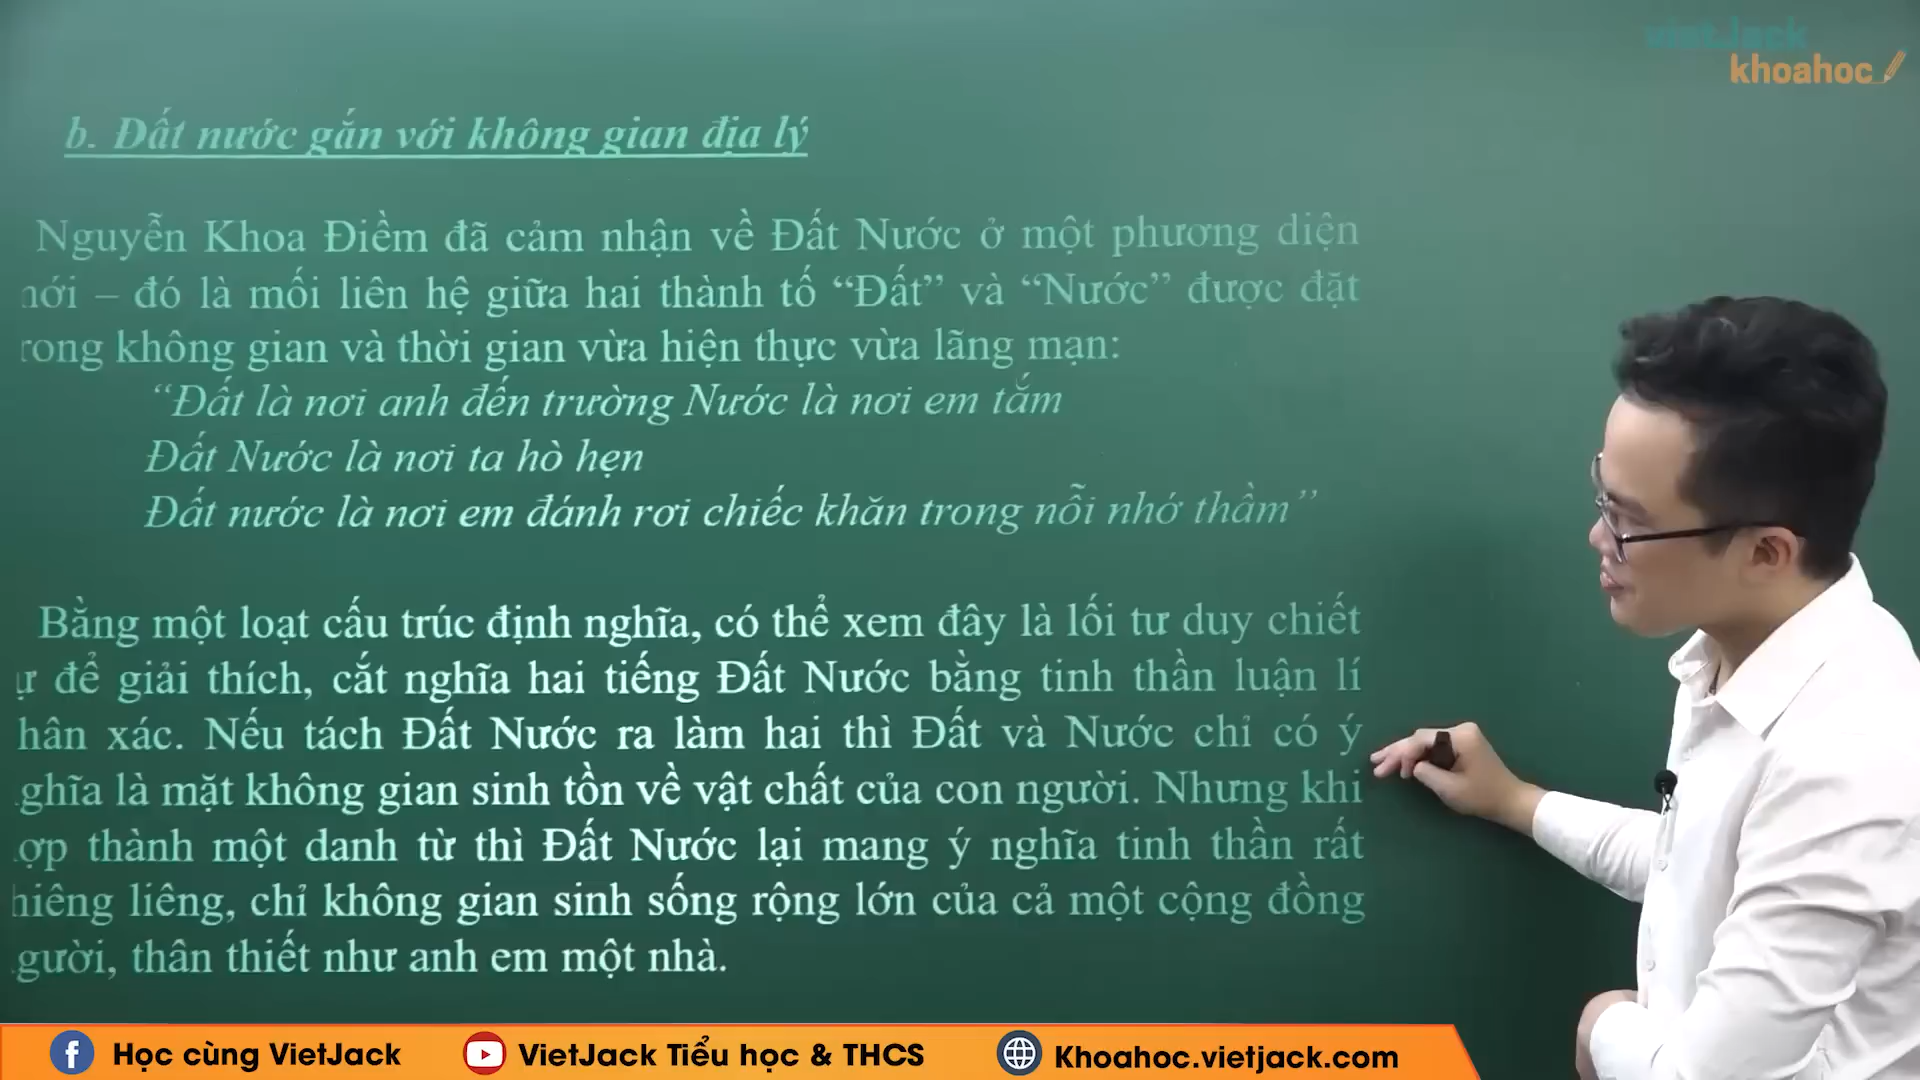 vietJack
khoahoc
b. Đất nước gắn với không gian địa lý
Nguyễn Khoa Điềm đã cảm nhận về Đất Nước ở một phương diện
ới – đó là mối liên hệ giữa hai thành tố “Đất” và “Nước” được đặt
rong không gian và thời gian vừa hiện thực vừa lãng mạn:
“Đất là nơi anh đến trường Nước là nơi em tắm
Đất Nước là nơi ta hò hẹn
Đất nước là nơi em đánh rơi chiếc khăn trong nỗi nhớ thầm”
Bằng một loạt cấu trúc định nghĩa, có thể xem đây là lối tư duy chiết
ự để giải thích, cắt nghĩa hai tiếng Đất Nước bằng tinh thần luận lí
hân xác. Nếu tách Đất Nước ra làm hai thì Đất và Nước chỉ có ý
ghĩa là mặt không gian sinh tồn về vật chất của con người. Nhưng khi
ợp thành một danh từ thì Đất Nước lại mang ý nghĩa tinh thần rất
hiêng liêng, chỉ không gian sinh sống rộng lớn của cả một cộng đồng
gười, thân thiết như anh em một nhà.
Học cùng VietJack
VietJack Tiểu học & THCS
Khoahoc.vietjack.com